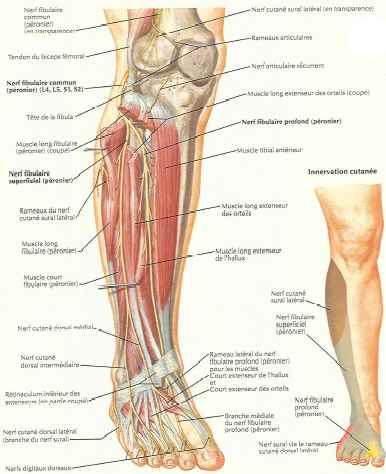 Nerf fibulaire
commun
(péronier)
(en transparence)
Tendon du biceps fémoral
Nerf fibulaire commun
(péronier) (L4, L5, S1, S2)
Tête de la fibula
Muscle long fibulaire
(péronier) (coupé)
Nerf fibulaire
superficiel (péronier)
Rameaux du nerf
cutané sural latéral
Muscle long
fibulaire (péronier)
Muscle court
fibulaire (péronier)
Nerf cutané dorsal médial
Nerf cutané
dorsal intermédiaire
Rétinaculum inférieur des
extenseurs (en partie coupé)
Nerf cutané dorsal latéral
(branche du nerf sural)
Nerfs digitaux dorsaux
Nerf cutané sural latéral (en transparence)
Rameaux articulaires
Nerf articulaire récurrent
Muscle long extenseur des orteils (coupé)
Nerf fibulaire profond (péronier)
Muscle tibial antérieur
Muscle long extenseur
des orteils
Muscle long extenseur
de l'hallux
Rameau latéral du nerf
fibulaire profond (péronier)
pour les muscles
Court extenseur de l'hallux
et
Court extenseur des orteils
Branche médiale
du nerf fibulaire
profond (péronier)
Innervation cutanée
Nerf cutané
sural latéral
Nerf fibulaire
superficiel
(péronier)
Nerf fibulaire
profond
(péronier)
Nerf sural via le rameau
cutané dorsal latéral